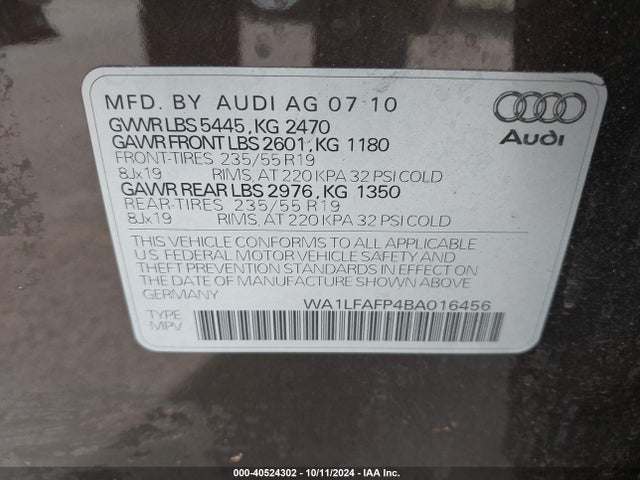 MFD. BY AUDI AG 07 10
GVWR LBS 5445, KG 2470
GAWR FRONT LBS 2601, KG 1180
FRONT-TIRES 235/55 R19
8Jx19 RIMS, AT 220 KPA 32 PSI COLD
GAWR REAR LBS 2976, KG 1350
REAR-TIRES 235/55 R19
8Jx19 RIMS, AT 220 KPA 32 PSI COLD
Audi
THIS VEHICLE CONFORMS TO ALL APPLICABLE
U.S. FEDERAL MOTOR VEHICLE SAFETY AND
THEFT PREVENTION STANDARDS IN EFFECT ON
THE DATE OF MANUFACTURE SHOWN ABOVE
GERMANY WA1LFAFP4BA016456
TYPE
MPV
000-40524302 - 10/11/2024 - IAA Inc.